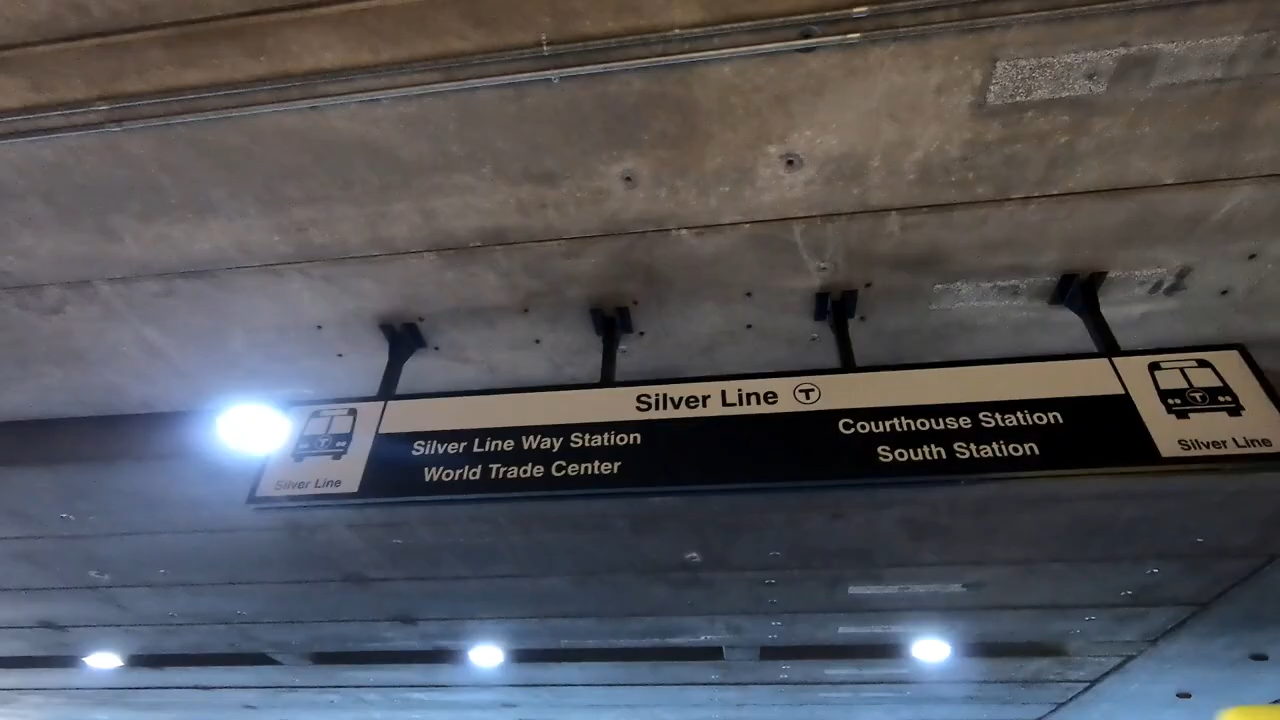 Silver Line T
Silver Line Way Station
World Trade Center
Courthouse Station
South Station
T
Silver Line
T
Silver Line